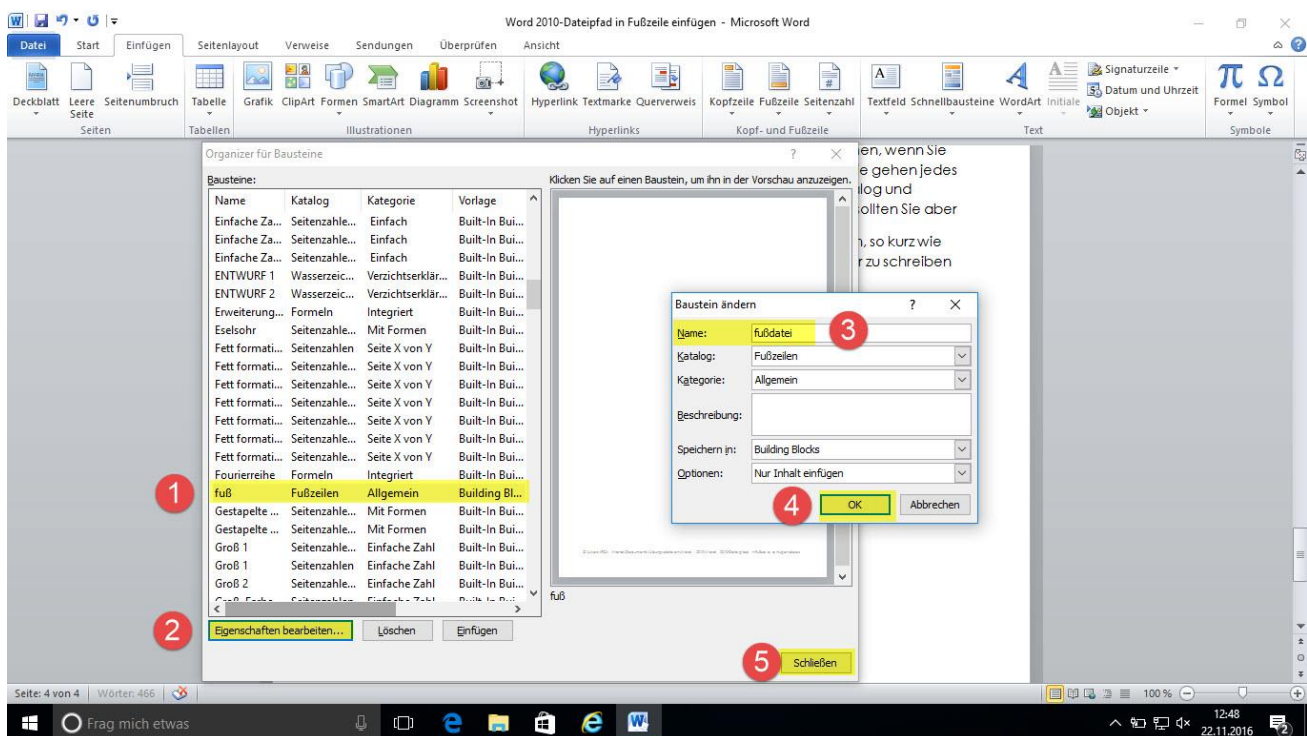 Word 2010-Dateipfad in Fußzeile einfügen - Microsoft Word
Datei Start Einfügen Seitenlayout Verweise Sendungen Überprüfen Ansicht
Deckblatt Leere Seite Seitenumbruch Tabelle Grafik ClipArt Formen SmartArt Diagramm Screenshot Hyperlink Textmarke Querverweis Kopfzeile Fußzeile Seitenzahl Textfeld Schnellbausteine WordArt Initiale Signaturzeile Formel Symbol
Datum und Uhrzeit
Objekt
Seiten Tabellen Illustrationen Hyperlinks Kopf- und Fußzeile Text Symbole
Organizer für Bausteine ?
Bausteine: Klicken Sie auf einen Baustein, um ihn in der Vorschau anzuzeigen.
Name Katalog Kategorie Vorlage
Einfache Za... Seitenzahle... Einfach Built-In Bui...
Einfache Za... Seitenzahle... Einfach Built-In Bui...
Einfache Za... Seitenzahle... Einfach Built-In Bui...
ENTWURF 1 Wasserzeic... Verzichtserklär... Built-In Bui...
ENTWURF 2 Wasserzeic... Verzichtserklär... Built-In Bui...
Erweiterung... Formeln Integriert Built-In Bui...
Eselsohr Seitenzahle... Mit Formen Built-In Bui...
Fett formati... Seitenzahlen Seite X von Y Built-In Bui...
Fett formati... Seitenzahle... Seite X von Y Built-In Bui...
Fett formati... Seitenzahle... Seite X von Y Built-In Bui...
Fett formati... Seitenzahle... Seite X von Y Built-In Bui...
Fett formati... Seitenzahle... Seite X von Y Built-In Bui...
Fett formati... Seitenzahle... Seite X von Y Built-In Bui...
Fett formati... Seitenzahle... Seite X von Y Built-In Bui...
Fourierreihe Formeln Integriert Built-In Bui...
1 fuß Fußzeilen Allgemein Building Bl...
Gestapelte ... Seitenzahle... Mit Formen Built-In Bui...
Gestapelte ... Seitenzahle... Mit Formen Built-In Bui...
Groß 1 Seitenzahle... Einfache Zahl Built-In Bui...
Groß 1 Seitenzahlen Einfache Zahl Built-In Bui...
Groß 2 Seitenzahle... Einfache Zahl Built-In Bui...
fuß
2 Eigenschaften bearbeiten... Löschen Einfügen
5 Schließen
en, wenn Sie
e gehen jedes
log und
sollten Sie aber
n, so kurz wie
r zu schreiben
Baustein ändern ?
Name: fußdatei 3
Katalog: Fußzeilen
Kategorie: Allgemein
Beschreibung:
Speichern in: Building Blocks
Optionen: Nur Inhalt einfügen
4 OK Abbrechen
Seite: 4 von 4 Wörter: 466 100 %
Frag mich etwas 12:48
22.11.2016